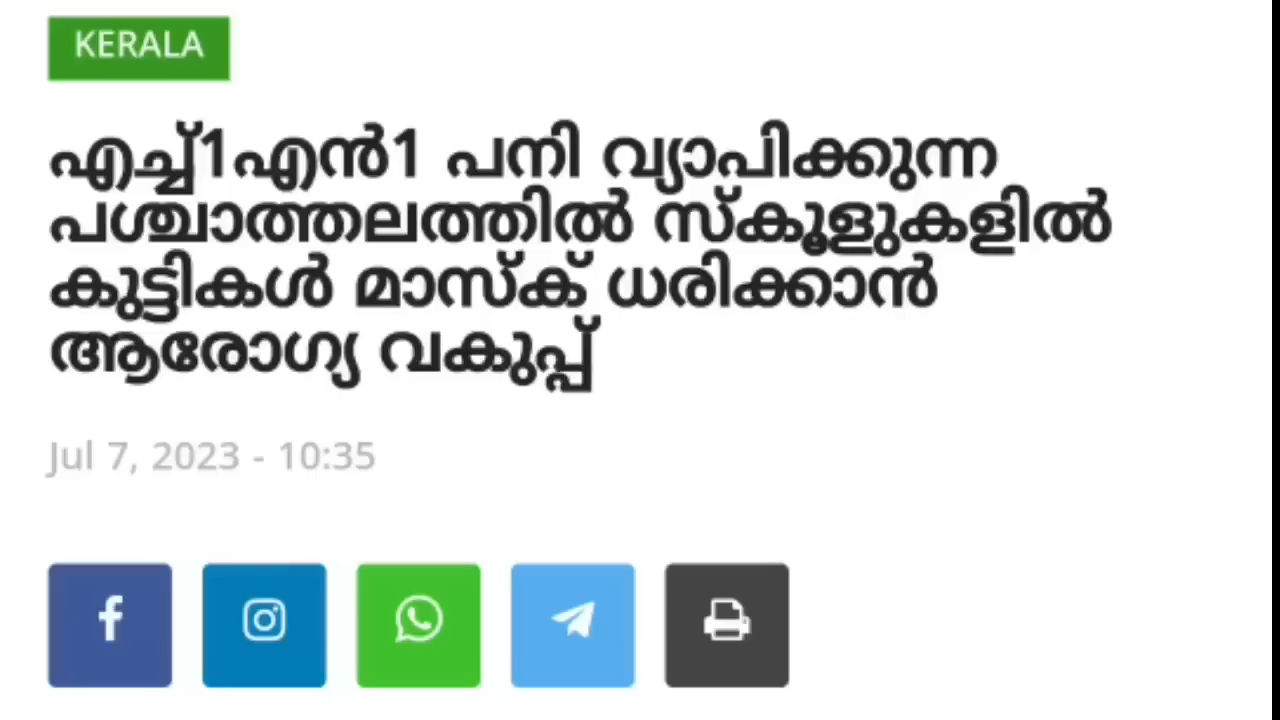 KERALA
എച്ച്1എൻ1 പനി വ്യാപിക്കുന്ന
പശ്ചാത്തലത്തിൽ സ്കൂളുകളിൽ
കുട്ടികൾ മാസ്ക് ധരിക്കാൻ
ആരോഗ്യ വകുപ്പ്
Jul 7, 2023 - 10:35